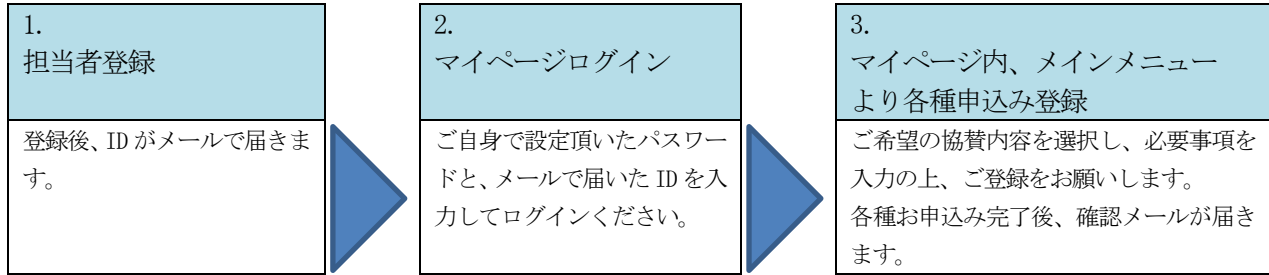 1.
担当者登録
登録後、ID がメールで届きま
す。
2.
マイページログイン
ご自身で設定頂いたパスワー
ドと、メールで届いた ID を入
力してログインください。
3.
マイページ内、メインメニュー
より各種申込み登録
ご希望の協賛内容を選択し、必要事項を
入力の上、ご登録をお願いします。
各種お申込み完了後、確認メールが届き
ます。